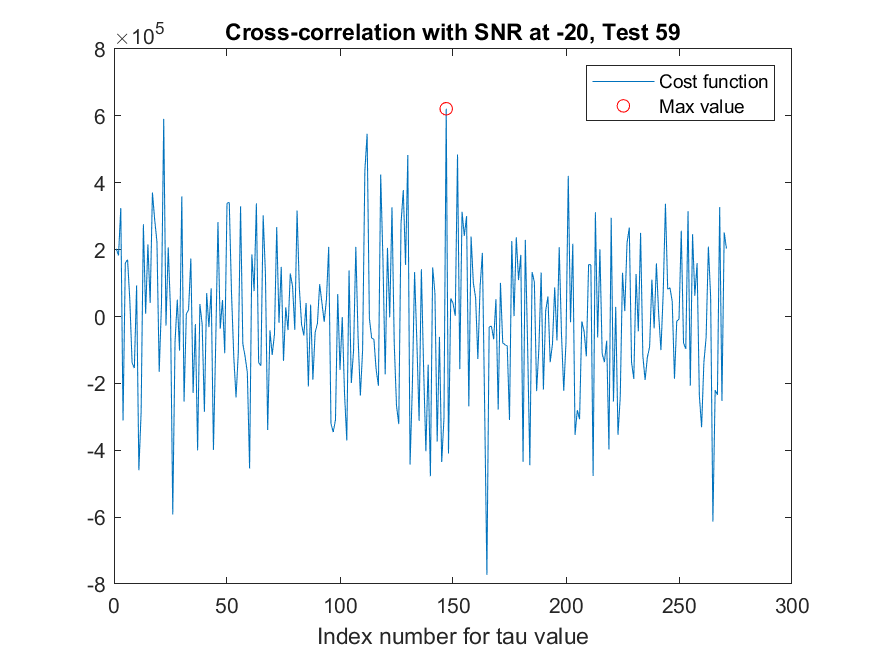 Cross-correlation with SNR at -20, Test 59
×10^5
8
6
4
2
0
-2
-4
-6
-8
0 50 100 150 200 250 300
Index number for tau value
Cost function
Max value